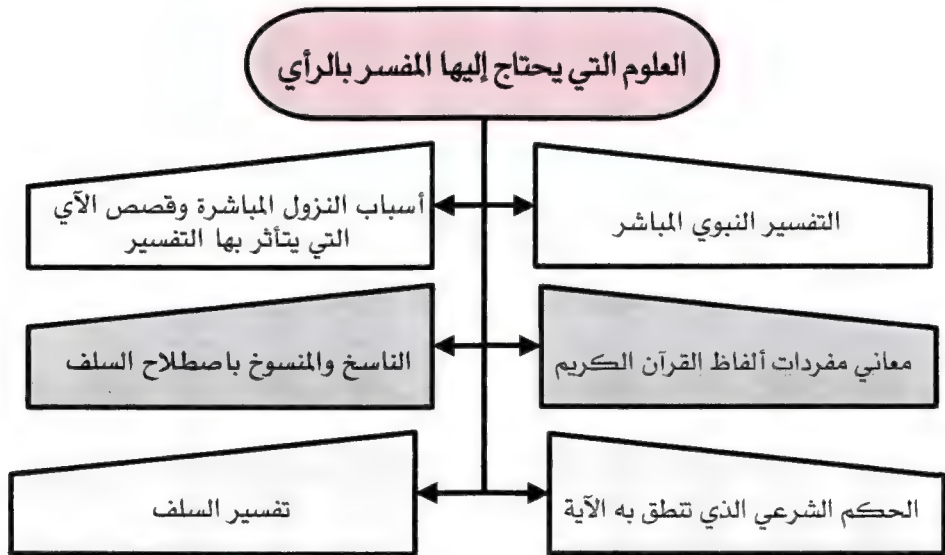 العلوم التي يحتاج إليها المفسر بالرأي
التفسير النبوي المباشر
أسباب النزول المباشرة وقصص الآي
التي يتأثر بها التفسير
معاني مفردات ألفاظ القرآن الكريم
الناسخ والمنسوخ باصطلاح السلف
الحكم الشرعي الذي تنطق به الآية
تفسير السلف